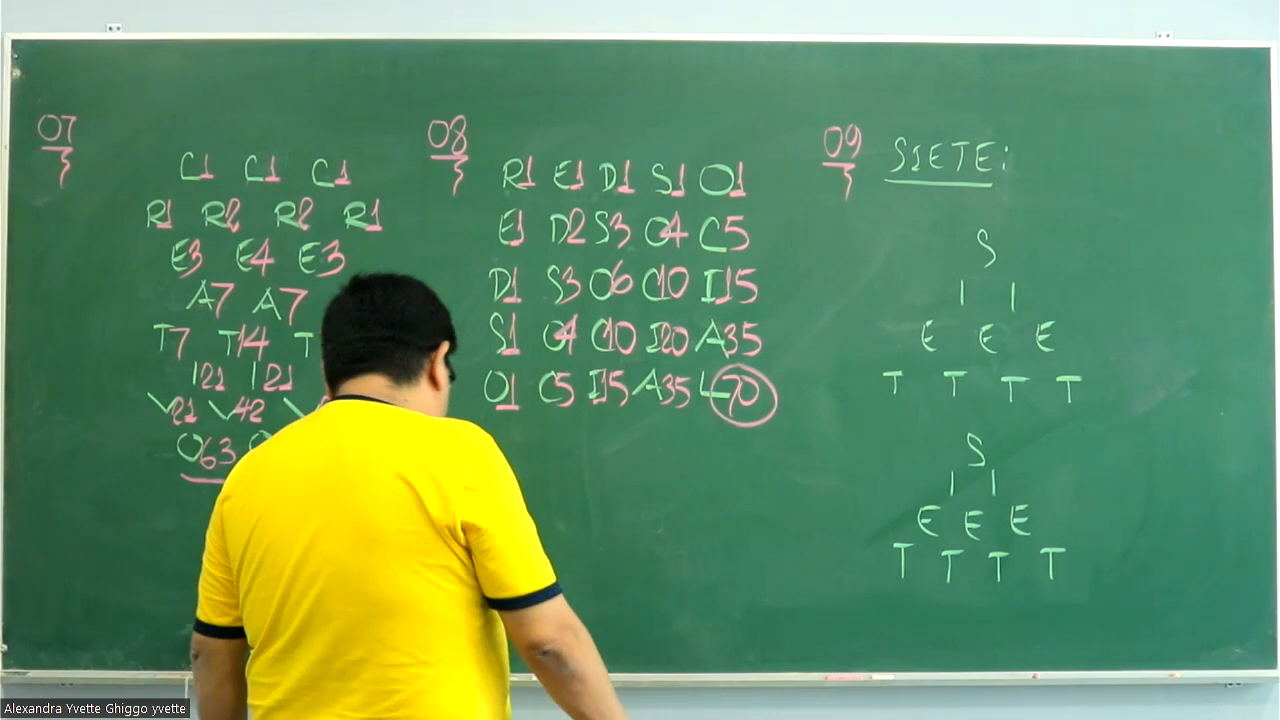 07
C1 C1 C1
R1 R2 R2 R1
E3 E4 E3
A7 A7
T7 T14 T
I21 I21
V21 V42 V
O63 O
08
R1 E1 D1 S1 O1
E1 D2 S3 O4 C5
D1 S3 O6 C10 I15
S1 O4 C10 I20 A35
O1 C5 I15 A35 L70
09 SIETE:
S
I I
E E E
T T T T
S
I I
E E E
T T T T
Alexandra Yvette Ghiggo yvette